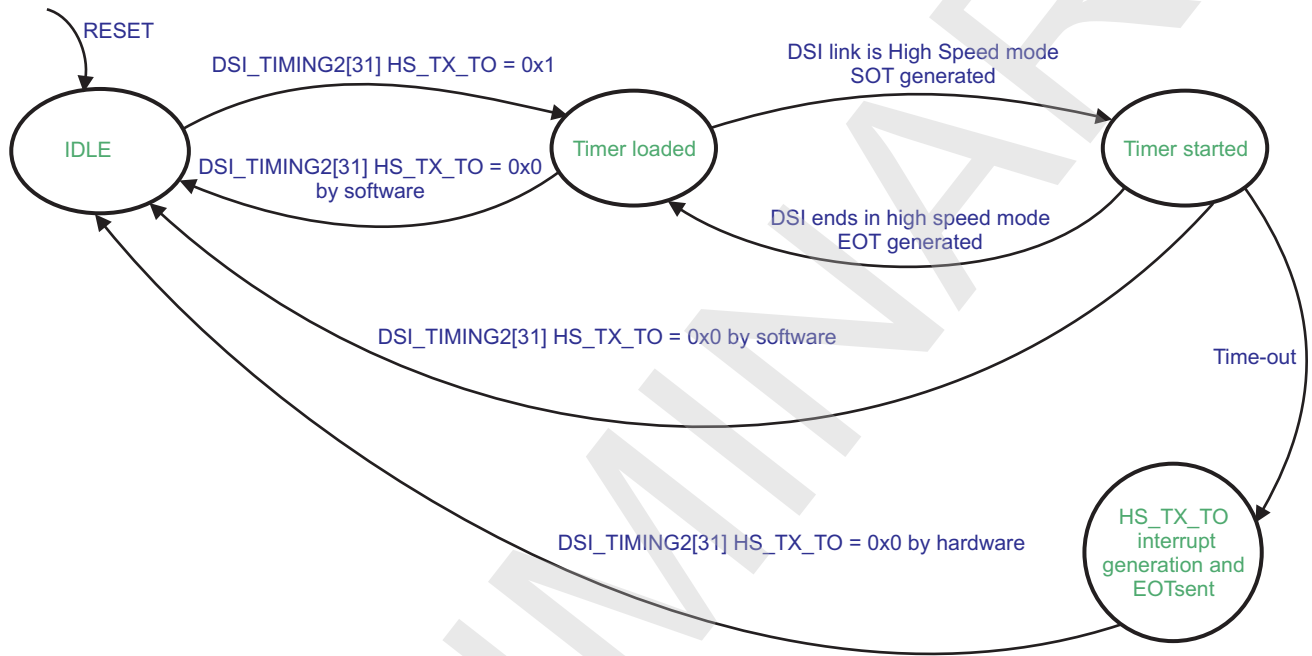 RESET
DSI_TIMING2[31] HS_TX_TO = 0x1
DSI link is High Speed mode
SOT generated
IDLE
Timer loaded
Timer started
DSI_TIMING2[31] HS_TX_TO = 0x0
by software
DSI ends in high speed mode
EOT generated
DSI_TIMING2[31] HS_TX_TO = 0x0 by software
Time-out
HS_TX_TO
interrupt
generation and
EOTsent
DSI_TIMING2[31] HS_TX_TO = 0x0 by hardware